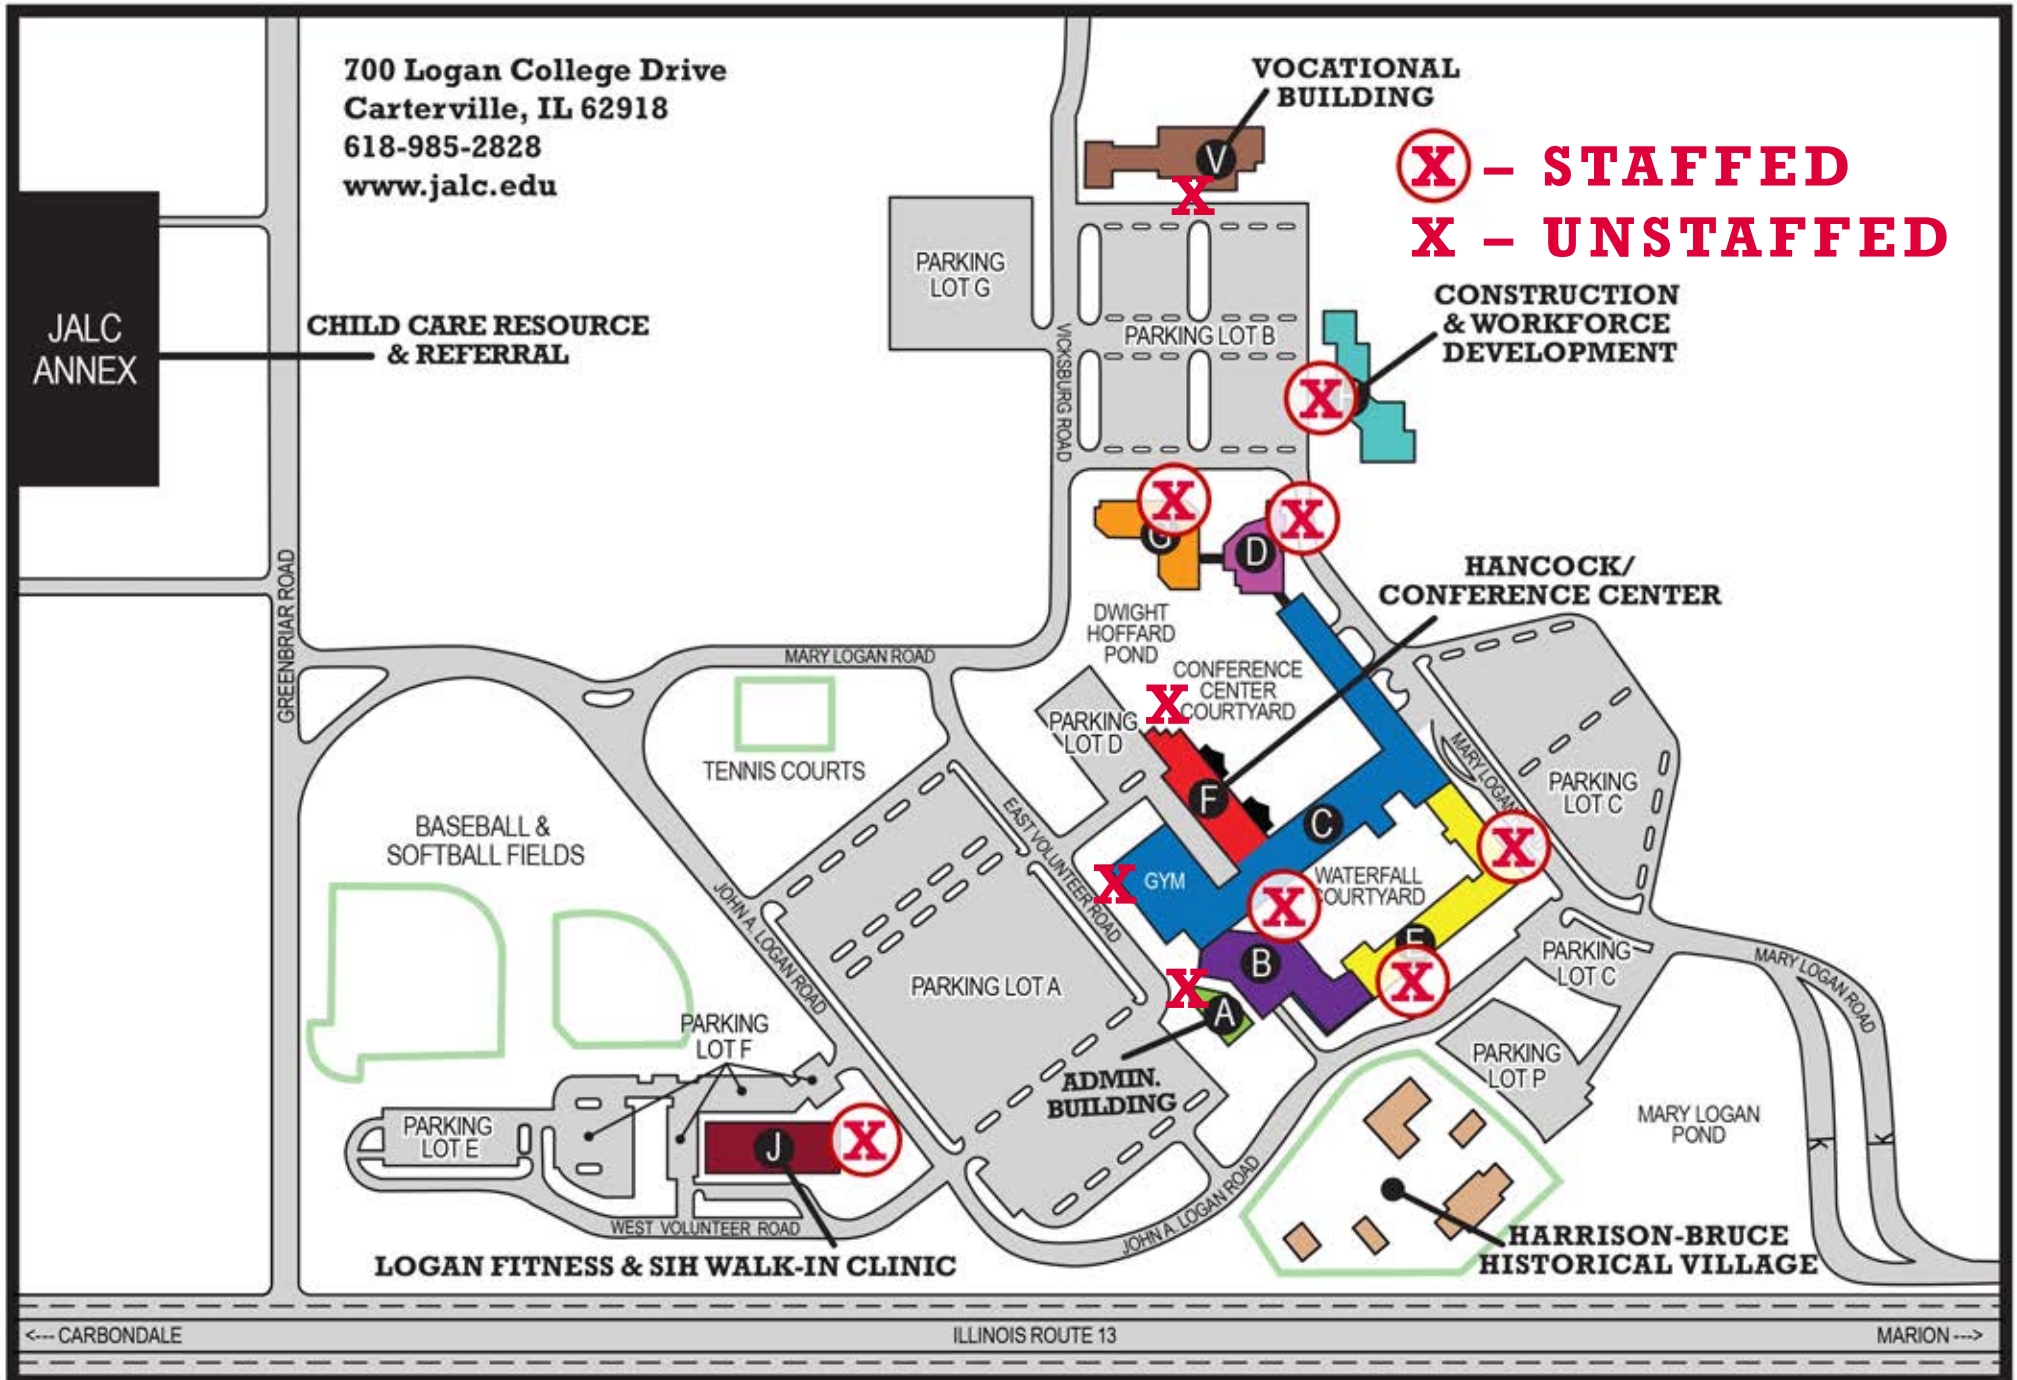 700 Logan College Drive
Carterville, IL 62918
618-985-2828
www.jalc.edu
VOCATIONAL
BUILDING
V
X
X – STAFFED
X – UNSTAFFED
PARKING
LOT G
JALC
ANNEX
CHILD CARE RESOURCE
& REFERRAL
VICKSBURG ROAD
PARKING LOT B
CONSTRUCTION
& WORKFORCE
DEVELOPMENT
X
X
G
X
D
GREENBRIAR ROAD
HANCOCK/
CONFERENCE CENTER
DWIGHT
HOFFARD
POND
MARY LOGAN ROAD
CONFERENCE
CENTER
COURTYARD
X
PARKING
LOT D
TENNIS COURTS
MARY LOGAN
PARKING
LOT C
F
C
EAST VOLUNTEER ROAD
BASEBALL &
SOFTBALL FIELDS
X
GYM
X
WATERFALL
COURTYARD
X
JOHN A. LOGAN ROAD
E
B
X
PARKING
LOT C
MARY LOGAN ROAD
PARKING LOT A
X
A
PARKING
LOT F
ADMIN.
BUILDING
PARKING
LOT P
MARY LOGAN
POND
PARKING
LOT E
J
X
K
K
JOHN A. LOGAN ROAD
WEST VOLUNTEER ROAD
LOGAN FITNESS & SIH WALK-IN CLINIC
HARRISON-BRUCE
HISTORICAL VILLAGE
<--- CARBONDALE
ILLINOIS ROUTE 13
MARION --->